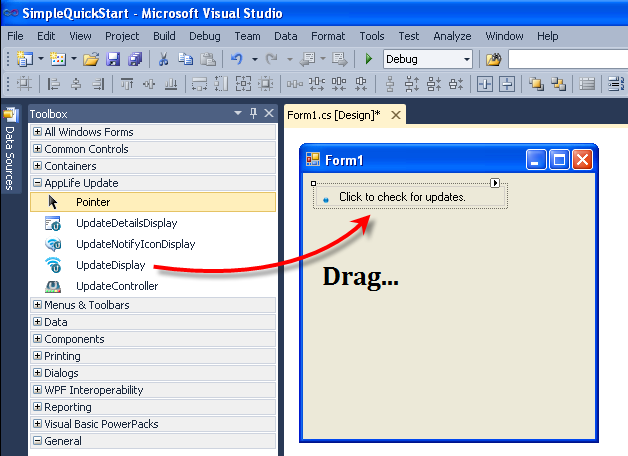 SimpleQuickStart - Microsoft Visual Studio
File Edit View Project Build Debug Team Data Format Tools Test Analyze Window Help
Debug
Data Sources
Toolbox
Form1.cs [Design]*
All Windows Forms
Common Controls
Containers
AppLife Update
Pointer
UpdateDetailsDisplay
UpdateNotifyIconDisplay
UpdateDisplay
UpdateController
Menus & Toolbars
Data
Components
Printing
Dialogs
WPF Interoperability
Reporting
Visual Basic PowerPacks
General
Form1
Click to check for updates.
Drag...